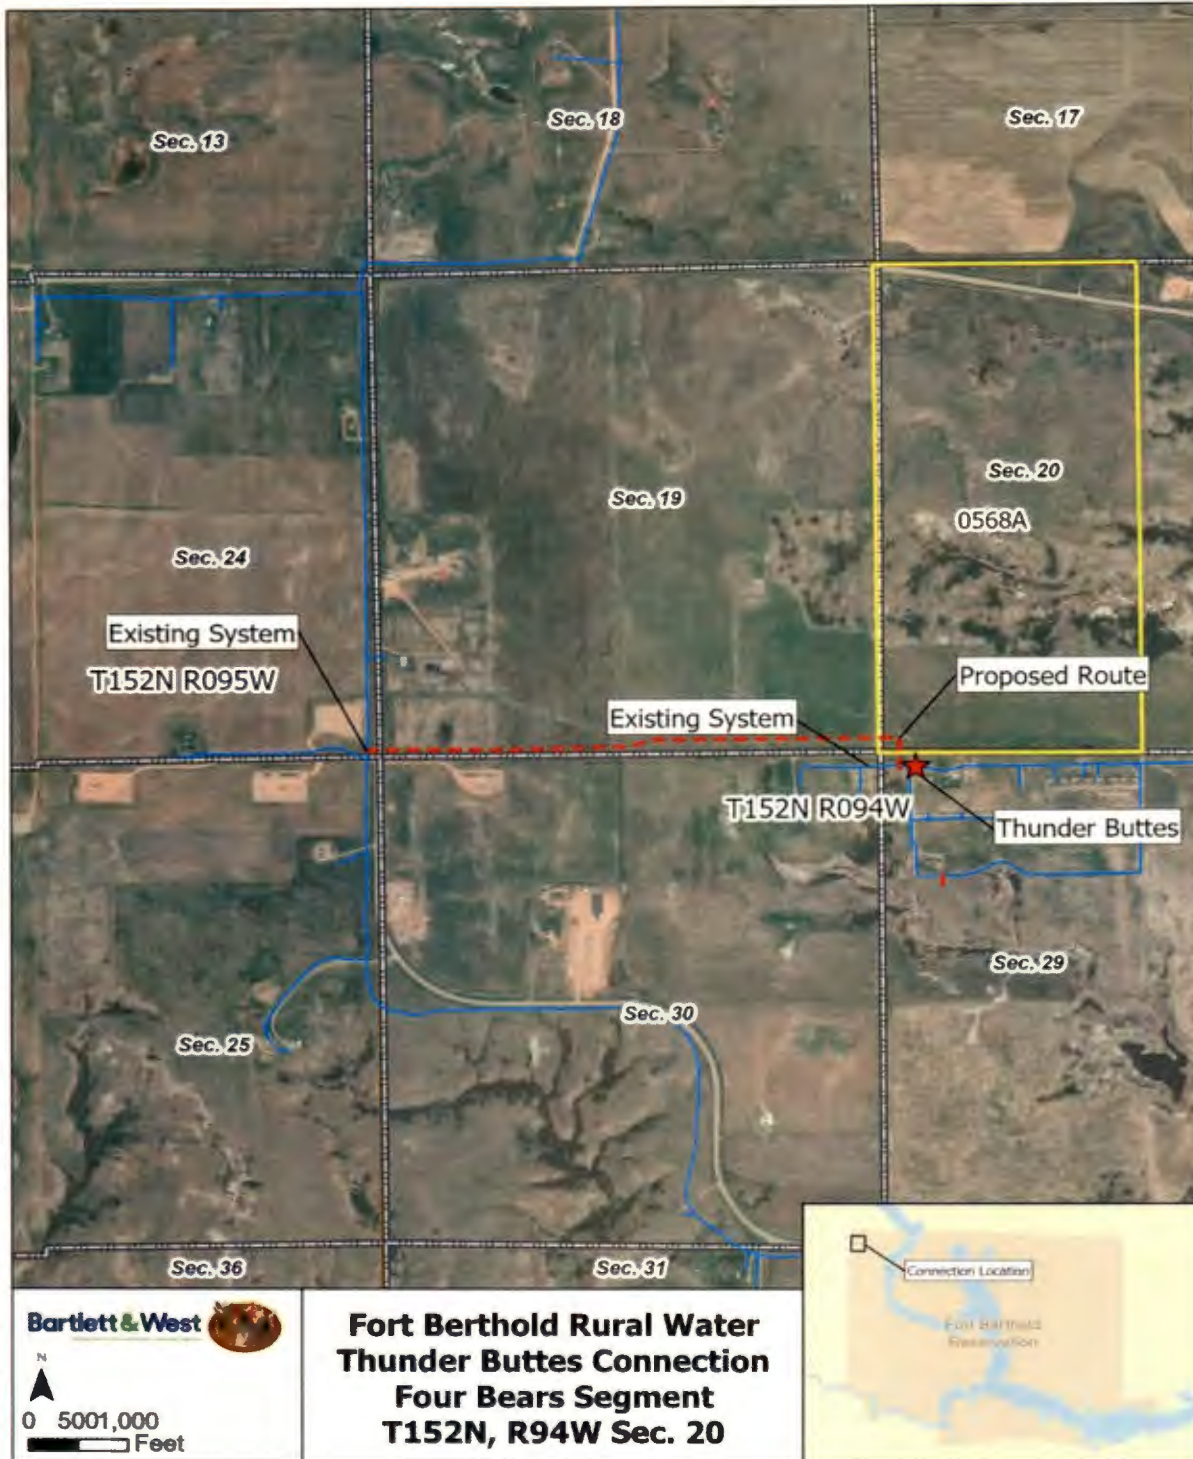 Sec. 13
Sec. 18
Sec. 17
Sec. 19
Sec. 20
0568A
Sec. 24
Existing System
T152N R095W
Proposed Route
Existing System
T152N R094W
Thunder Buttes
Sec. 29
Sec. 30
Sec. 25
Sec. 36
Sec. 31
Connection Location
Fort Berthold
Reservation
Bartlett&West
N
0 5001,000
Feet
Fort Berthold Rural Water
Thunder Buttes Connection
Four Bears Segment
T152N, R94W Sec. 20